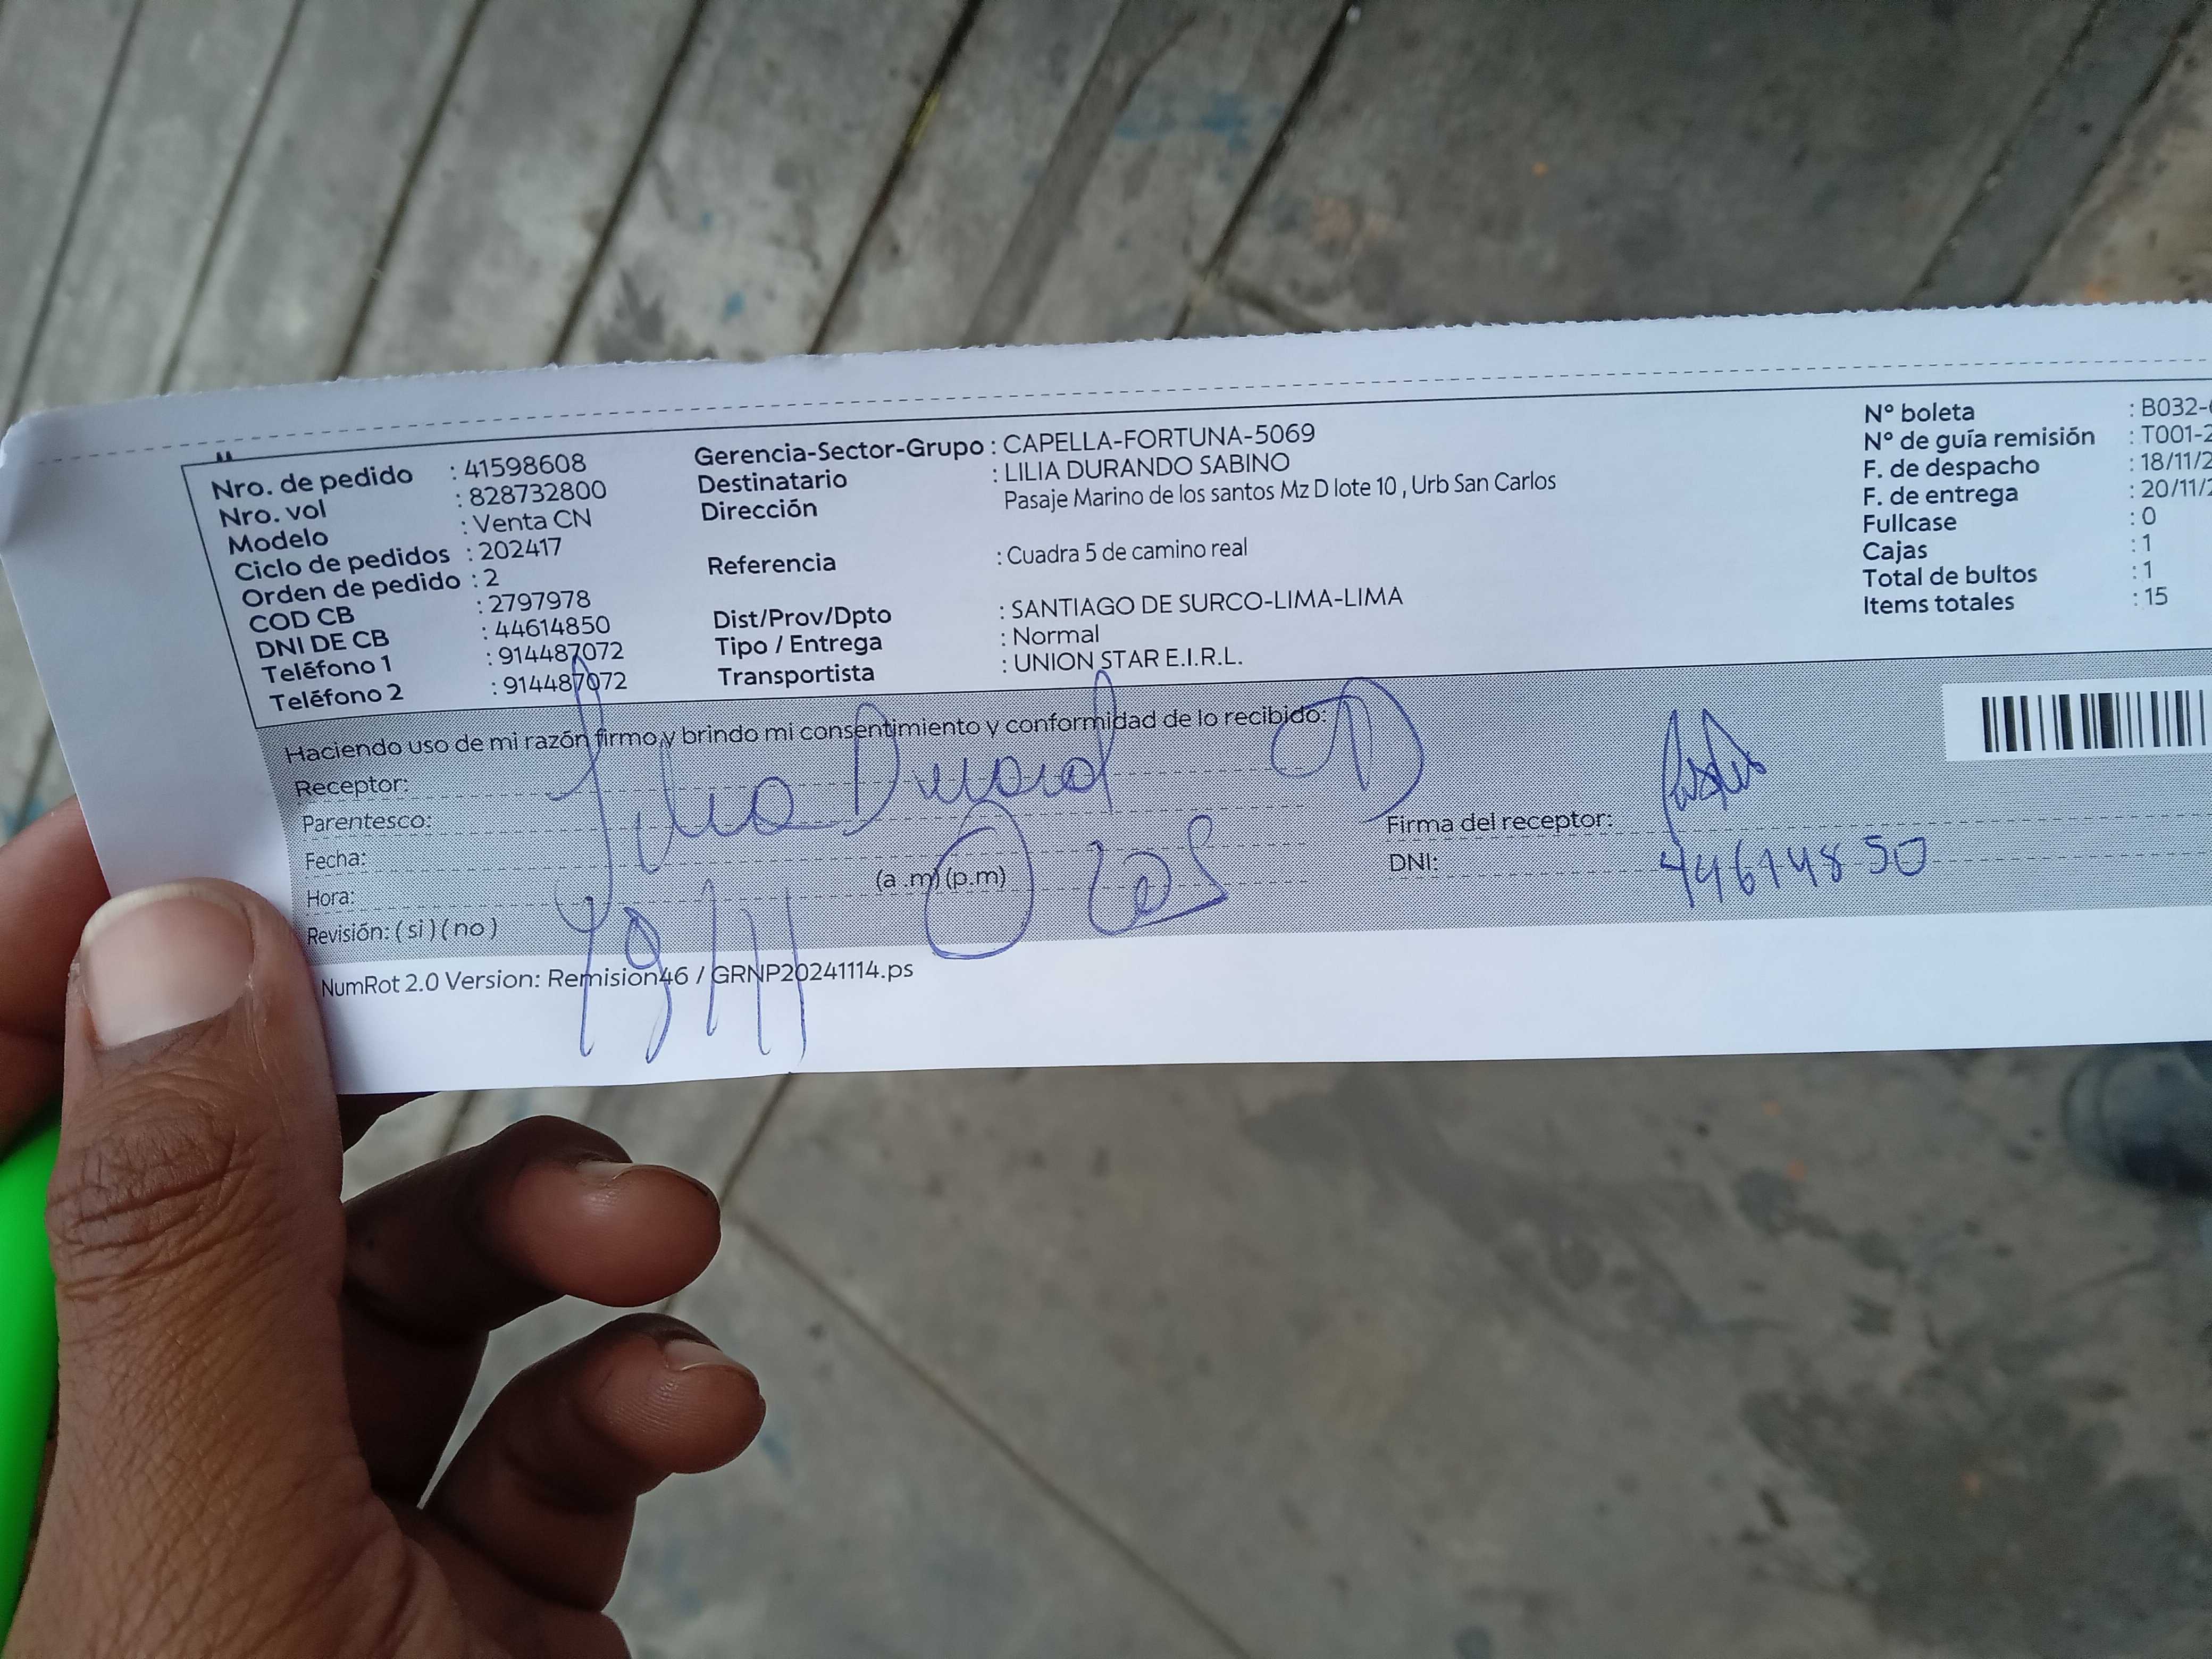 Nro. de pedido : 41598608
Nro. vol : 828732800
Modelo : Venta CN
Ciclo de pedidos : 202417
Orden de pedido : 2
COD CB : 2797978
DNI DE CB : 44614850
Teléfono 1 : 914487072
Teléfono 2 : 914487072
Gerencia-Sector-Grupo : CAPELLA-FORTUNA-5069
Destinatario : LILIA DURANDO SABINO
Dirección Pasaje Marino de los santos Mz D lote 10 , Urb San Carlos
Referencia : Cuadra 5 de camino real
Dist/Prov/Dpto : SANTIAGO DE SURCO-LIMA-LIMA
Tipo / Entrega : Normal
Transportista : UNION STAR E.I.R.L.
N° boleta : B032-
N° de guía remisión : T001-2
F. de despacho : 18/11/2
F. de entrega : 20/11/2
Fullcase : 0
Cajas : 1
Total de bultos : 1
Items totales : 15
Haciendo uso de mi razón firmo y brindo mi consentimiento y conformidad de lo recibido:
Receptor:
Parentesco:
Fecha:
Hora: (a .m) (p.m)
Revisión: ( si ) ( no )
Firma del receptor:
DNI: 44614850
NumRot 2.0 Version: Remision46 / GRNP20241114.ps